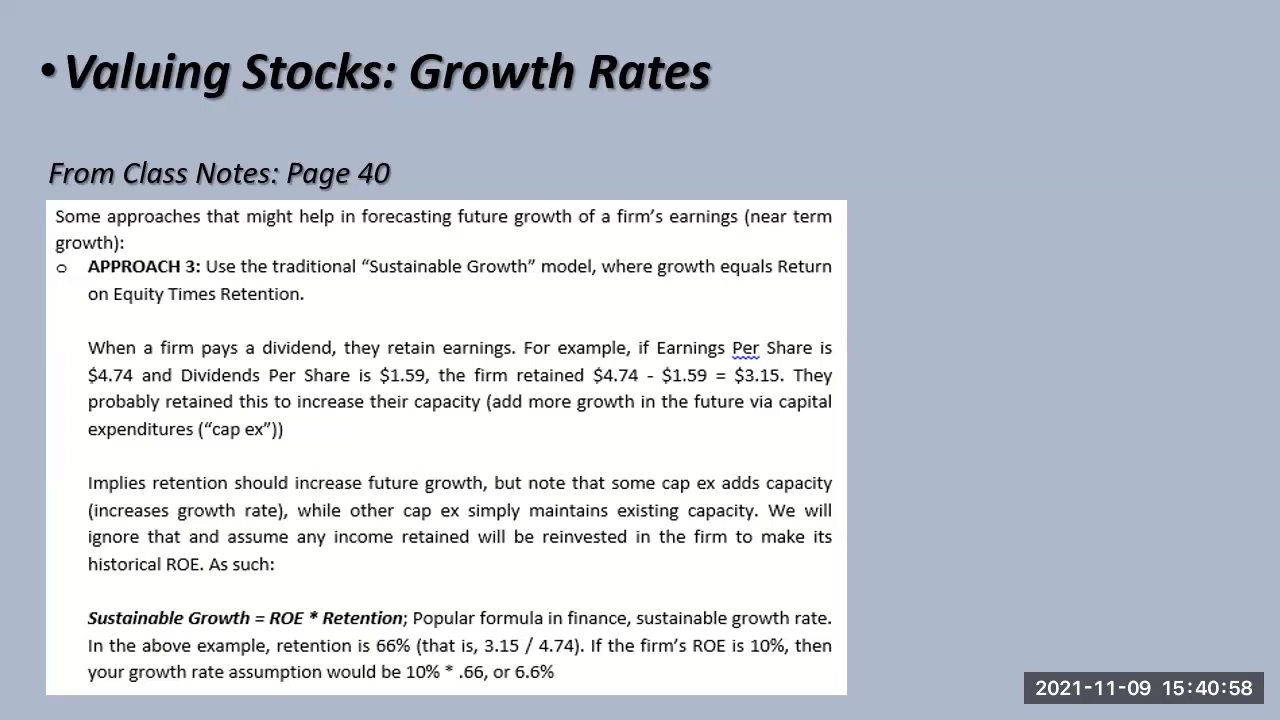 • Valuing Stocks: Growth Rates
From Class Notes: Page 40
Some approaches that might help in forecasting future growth of a firm's earnings (near term
growth):
o APPROACH 3: Use the traditional “Sustainable Growth” model, where growth equals Return
on Equity Times Retention.
When a firm pays a dividend, they retain earnings. For example, if Earnings Per Share is
$4.74 and Dividends Per Share is $1.59, the firm retained $4.74 - $1.59 = $3.15. They
probably retained this to increase their capacity (add more growth in the future via capital
expenditures (“cap ex”))
Implies retention should increase future growth, but note that some cap ex adds capacity
(increases growth rate), while other cap ex simply maintains existing capacity. We will
ignore that and assume any income retained will be reinvested in the firm to make its
historical ROE. As such:
Sustainable Growth = ROE * Retention; Popular formula in finance, sustainable growth rate.
In the above example, retention is 66% (that is, 3.15 / 4.74). If the firm's ROE is 10%, then
your growth rate assumption would be 10% * .66, or 6.6%
2021-11-09 15:40:58